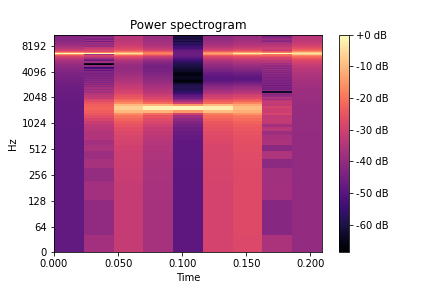 Power spectrogram
8192
4096
2048
1024
512
256
128
64
0
Hz
0.000 0.050 0.100 0.150 0.200
Time
+0 dB
-10 dB
-20 dB
-30 dB
-40 dB
-50 dB
-60 dB